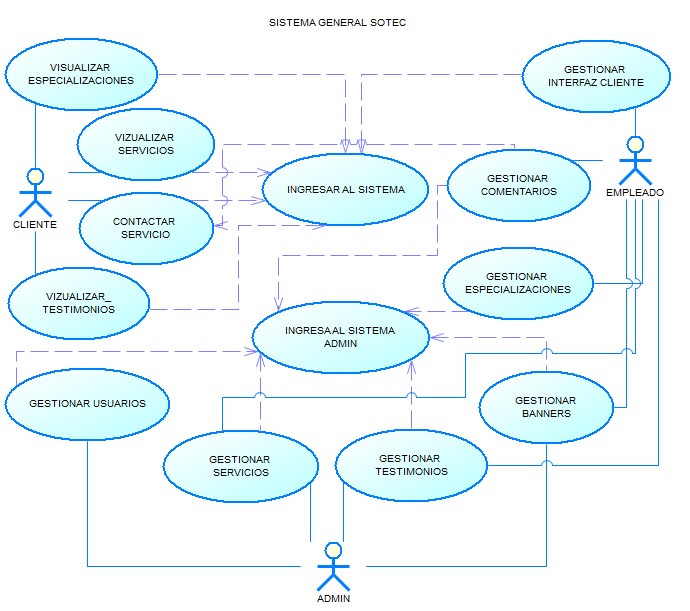 SISTEMA GENERAL SOTEC
VISUALIZAR
ESPECIALIZACIONES
GESTIONAR
INTERFAZ CLIENTE
VIZUALIZAR
SERVICIOS
INGRESAR AL SISTEMA
GESTIONAR
COMENTARIOS
EMPLEADO
CLIENTE
CONTACTAR
SERVICIO
GESTIONAR
ESPECIALIZACIONES
VIZUALIZAR_
TESTIMONIOS
INGRESA AL SISTEMA
ADMIN
GESTIONAR USUARIOS
GESTIONAR
BANNERS
GESTIONAR
SERVICIOS
GESTIONAR
TESTIMONIOS
ADMIN